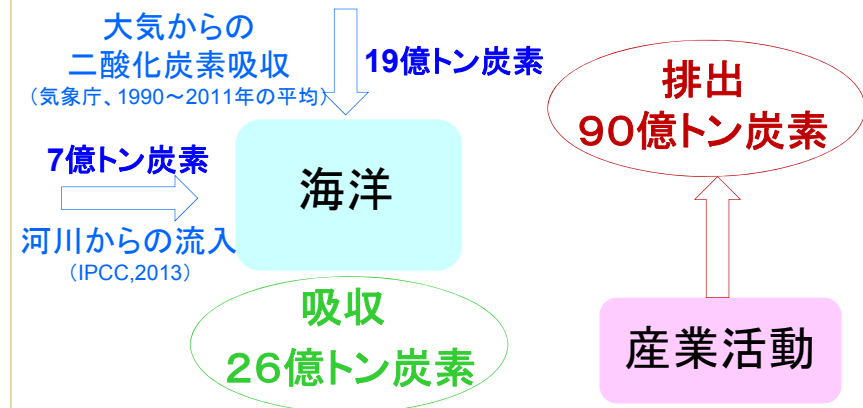 大気からの
二酸化炭素吸収
（気象庁、1990～2011年の平均）
19億トン炭素
7億トン炭素
河川からの流入
（IPCC,2013）
海洋
吸収
２６億トン炭素
排出
９０億トン炭素
産業活動